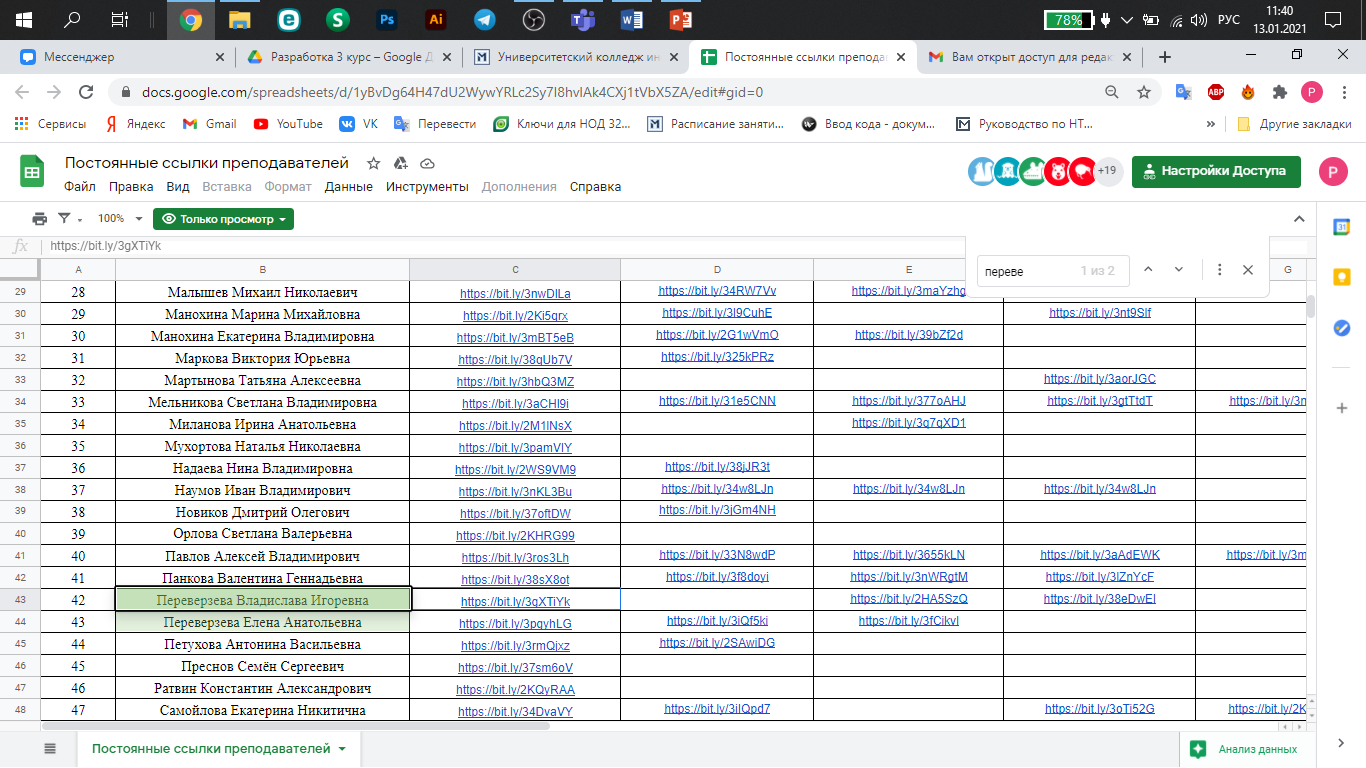 78%
РУС
11:40
13.01.2021
Мессенджер
Разработка 3 курс – Google Д
Университетский колледж ин
Постоянные ссылки препода
Вам открыт доступ для редак
docs.google.com/spreadsheets/d/1yBvDg64H47dU2WywYRLc2Sy7I8hvlAk4CXj1tVbX5ZA/edit#gid=0
Сервисы
Яндекс
Gmail
YouTube
VK
Перевести
Ключи для НОД 32...
Расписание заняти...
Ввод кода - докум...
Руководство по НТ...
Другие закладки
Постоянные ссылки преподавателей
Файл Правка Вид Вставка Формат Данные Инструменты Дополнения Справка
+19
Настройки Доступа
P
100%
Только просмотр
fx https://bit.ly/3gXTiYk
переве 1 из 2
A B C D E G
29 28 Малышев Михаил Николаевич https://bit.ly/3nwDlLa https://bit.ly/34RW7Vv https://bit.ly/3maYzhg
30 29 Манохина Марина Михайловна https://bit.ly/2Ki5qrx https://bit.ly/3l9CuhE https://bit.ly/3nt9Slf
31 30 Манохина Екатерина Владимировна https://bit.ly/3mBT5eB https://bit.ly/2G1wVmO https://bit.ly/39bZf2d
32 31 Маркова Виктория Юрьевна https://bit.ly/38qUb7V https://bit.ly/325kPRz
33 32 Мартынова Татьяна Алексеевна https://bit.ly/3hbQ3MZ https://bit.ly/3aorJGC
34 33 Мельникова Светлана Владимировна https://bit.ly/3aCHl9i https://bit.ly/31e5CNN https://bit.ly/377oAHJ https://bit.ly/3gtTtdT https://bit.ly/3n
35 34 Миланова Ирина Анатольевна https://bit.ly/2M1lNsX https://bit.ly/3q7qXD1
36 35 Мухортова Наталья Николаевна https://bit.ly/3pamVlY
37 36 Надаева Нина Владимировна https://bit.ly/2WS9VM9 https://bit.ly/38jJR3t
38 37 Наумов Иван Владимирович https://bit.ly/3nKL3Bu https://bit.ly/34w8LJn https://bit.ly/34w8LJn https://bit.ly/34w8LJn
39 38 Новиков Дмитрий Олегович https://bit.ly/37oftDW https://bit.ly/3jGm4NH
40 39 Орлова Светлана Валерьевна https://bit.ly/2KHRG99
41 40 Павлов Алексей Владимирович https://bit.ly/3ros3Lh https://bit.ly/33N8wdP https://bit.ly/3655kLN https://bit.ly/3aAdEWK https://bit.ly/3m
42 41 Панкова Валентина Геннадьевна https://bit.ly/38sX8ot https://bit.ly/3f8doyi https://bit.ly/3nWRgtM https://bit.ly/3lZnYcF
43 42 Переверзева Владислава Игоревна https://bit.ly/3gXTiYk https://bit.ly/2HA5SzQ https://bit.ly/38eDwEl
44 43 Переверзева Елена Анатольевна https://bit.ly/3pqyhLG https://bit.ly/3iQf5ki https://bit.ly/3fCikvl
45 44 Петухова Антонина Васильевна https://bit.ly/3rmQjxz https://bit.ly/2SAwiDG
46 45 Преснов Семён Сергеевич https://bit.ly/37sm6oV
47 46 Ратвин Константин Александрович https://bit.ly/2KQyRAA
48 47 Самойлова Екатерина Никитична https://bit.ly/34DvaVY https://bit.ly/3ilQpd7 https://bit.ly/3oTi52G https://bit.ly/2K
Постоянные ссылки преподавателей
Анализ данных